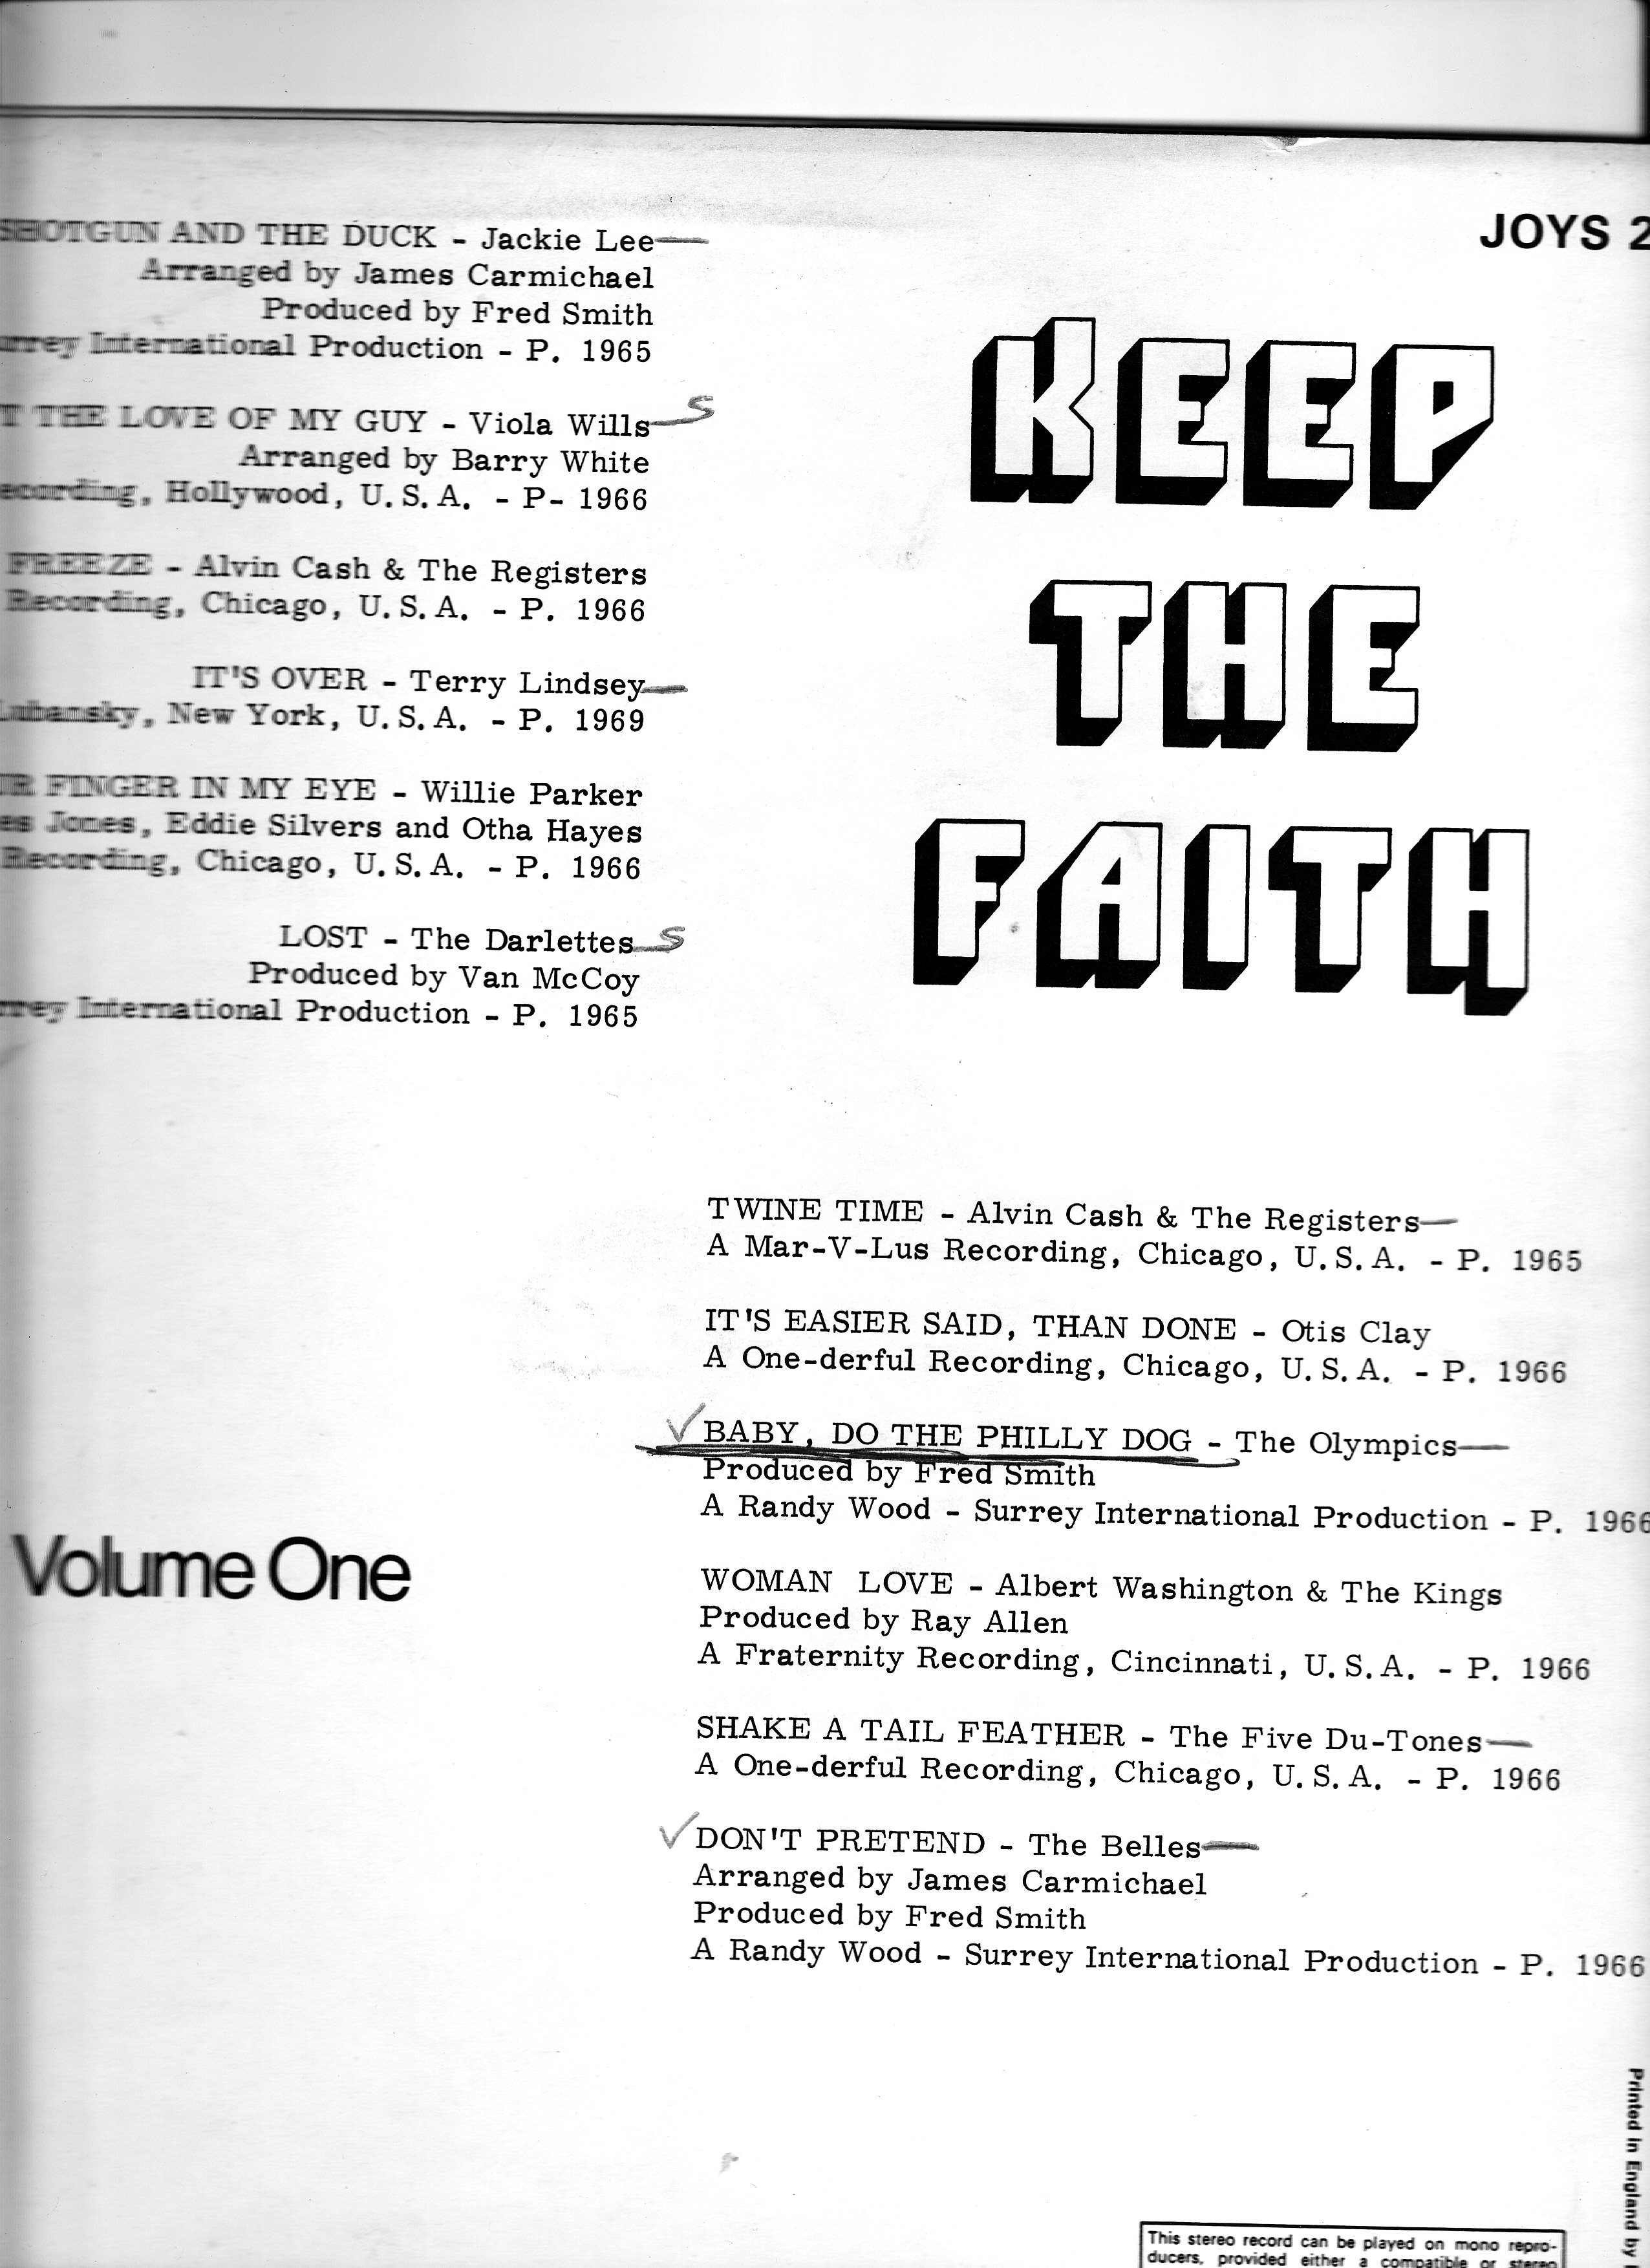 SHOTGUN AND THE DUCK - Jackie Lee
Arranged by James Carmichael
Produced by Fred Smith
International Production - P. 1965
THE LOVE OF MY GUY - Viola Wills S
Arranged by Barry White
Hollywood, U.S.A. - P- 1966
FREEZE - Alvin Cash & The Registers
Recording, Chicago, U.S.A. - P. 1966
IT'S OVER - Terry Lindsey
Lubansky, New York, U.S.A. - P. 1969
FINGER IN MY EYE - Willie Parker
Jones, Eddie Silvers and Otha Hayes
Recording, Chicago, U.S.A. - P. 1966
LOST - The Darlettes S
Produced by Van McCoy
International Production - P. 1965
JOYS 2
KEEP
THE
FAITH
Volume One
TWINE TIME - Alvin Cash & The Registers
A Mar-V-Lus Recording, Chicago, U.S.A. - P. 1965
IT'S EASIER SAID, THAN DONE - Otis Clay
A One-derful Recording, Chicago, U.S.A. - P. 1966
BABY, DO THE PHILLY DOG - The Olympics
Produced by Fred Smith
A Randy Wood - Surrey International Production - P. 1966
WOMAN LOVE - Albert Washington & The Kings
Produced by Ray Allen
A Fraternity Recording, Cincinnati, U.S.A. - P. 1966
SHAKE A TAIL FEATHER - The Five Du-Tones
A One-derful Recording, Chicago, U.S.A. - P. 1966
DON'T PRETEND - The Belles
Arranged by James Carmichael
Produced by Fred Smith
A Randy Wood - Surrey International Production - P. 1966
Printed in England by
This stereo record can be played on mono repro-
ducers, provided either a compatible or stereo